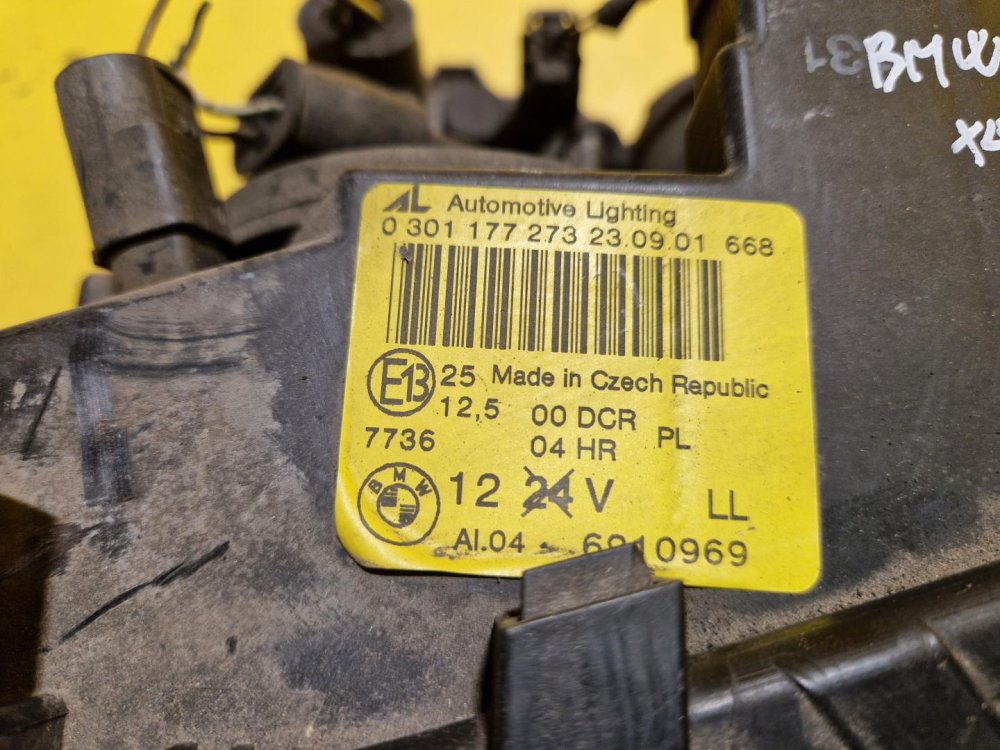 BMW
AL Automotive Lighting
0 301 177 273 23.09.01 668
E13 25 Made in Czech Republic
12,5 00 DCR PL
7736 04 HR
BMW 12 24 V LL
AI.04